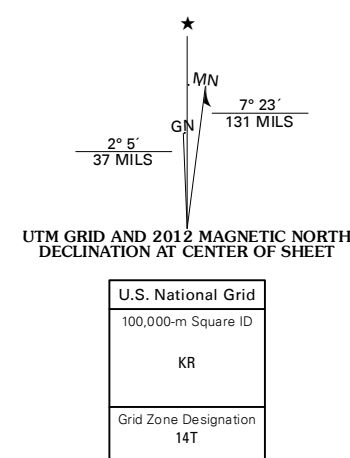 MN
7° 23´
131 MILS
GN
2° 5´
37 MILS
UTM GRID AND 2012 MAGNETIC NORTH
DECLINATION AT CENTER OF SHEET
U.S. National Grid
100,000-m Square ID
KR
Grid Zone Designation
14T